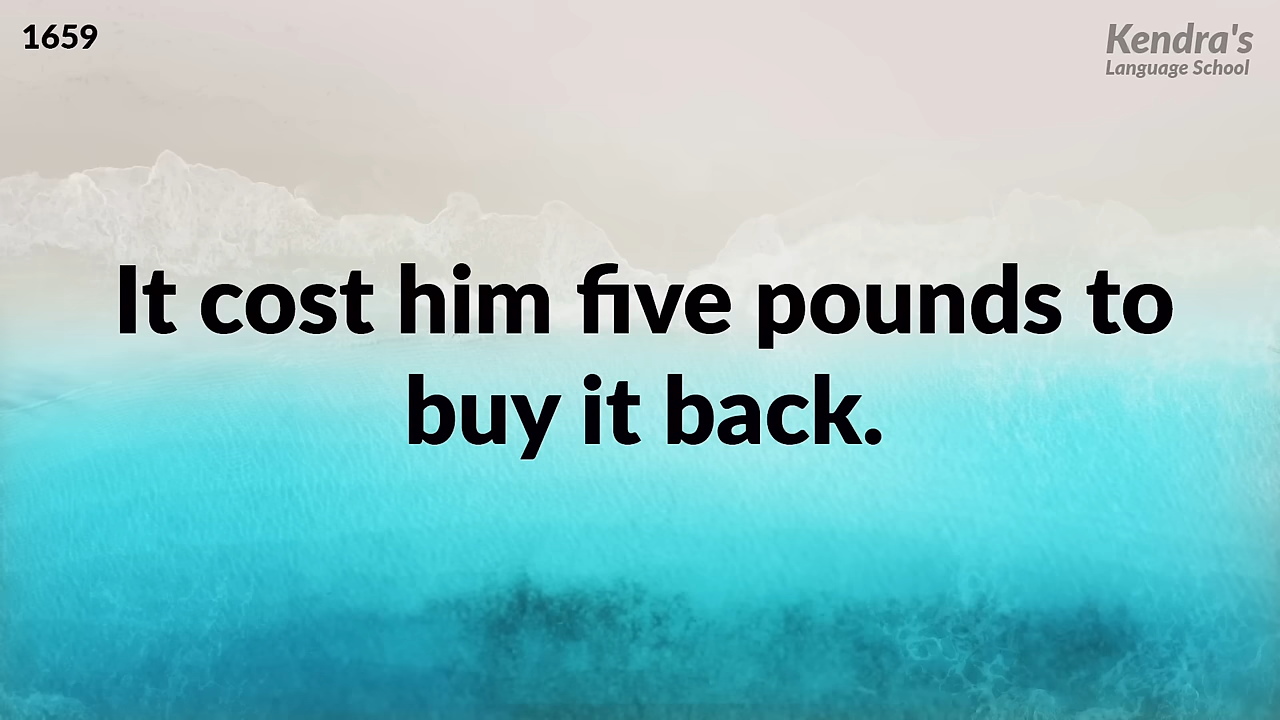 1659
Kendra's
Language School
It cost him five pounds to
buy it back.